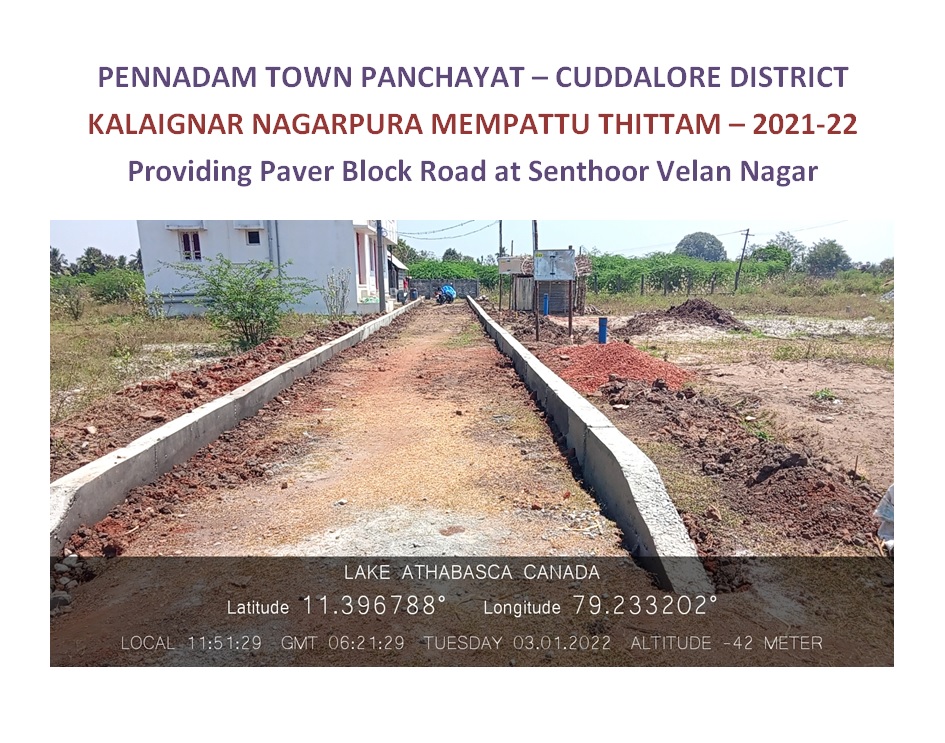 PENNADAM TOWN PANCHAYAT – CUDDALORE DISTRICT
KALAIGNAR NAGARPURA MEMPATTU THITTAM – 2021-22
Providing Paver Block Road at Senthoor Velan Nagar
LAKE ATHABASCA CANADA
Latitude 11.396788° Longitude 79.233202°
LOCAL 11:51:29 GMT 06:21:29 TUESDAY 03.01.2022 ALTITUDE -42 METER